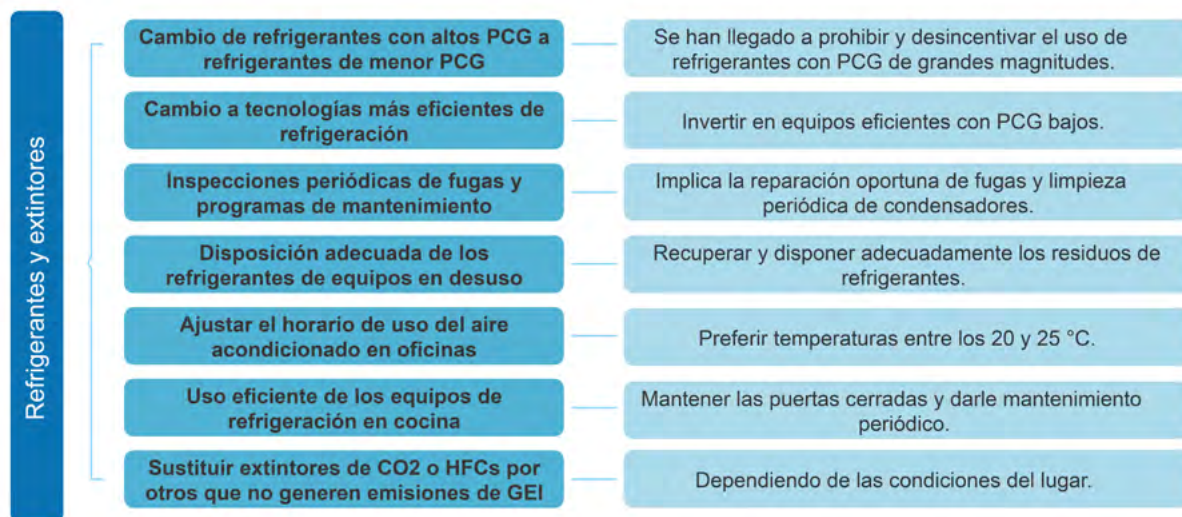 Refrigerantes y extintores
Cambio de refrigerantes con altos PCG a
refrigerantes de menor PCG
Se han llegado a prohibir y desincentivar el uso de
refrigerantes con PCG de grandes magnitudes.
Cambio a tecnologías más eficientes de
refrigeración
Invertir en equipos eficientes con PCG bajos.
Inspecciones periódicas de fugas y
programas de mantenimiento
Implica la reparación oportuna de fugas y limpieza
periódica de condensadores.
Disposición adecuada de los
refrigerantes de equipos en desuso
Recuperar y disponer adecuadamente los residuos de
refrigerantes.
Ajustar el horario de uso del aire
acondicionado en oficinas
Preferir temperaturas entre los 20 y 25 °C.
Uso eficiente de los equipos de
refrigeración en cocina
Mantener las puertas cerradas y darle mantenimiento
periódico.
Sustituir extintores de CO2 o HFCs por
otros que no generen emisiones de GEI
Dependiendo de las condiciones del lugar.